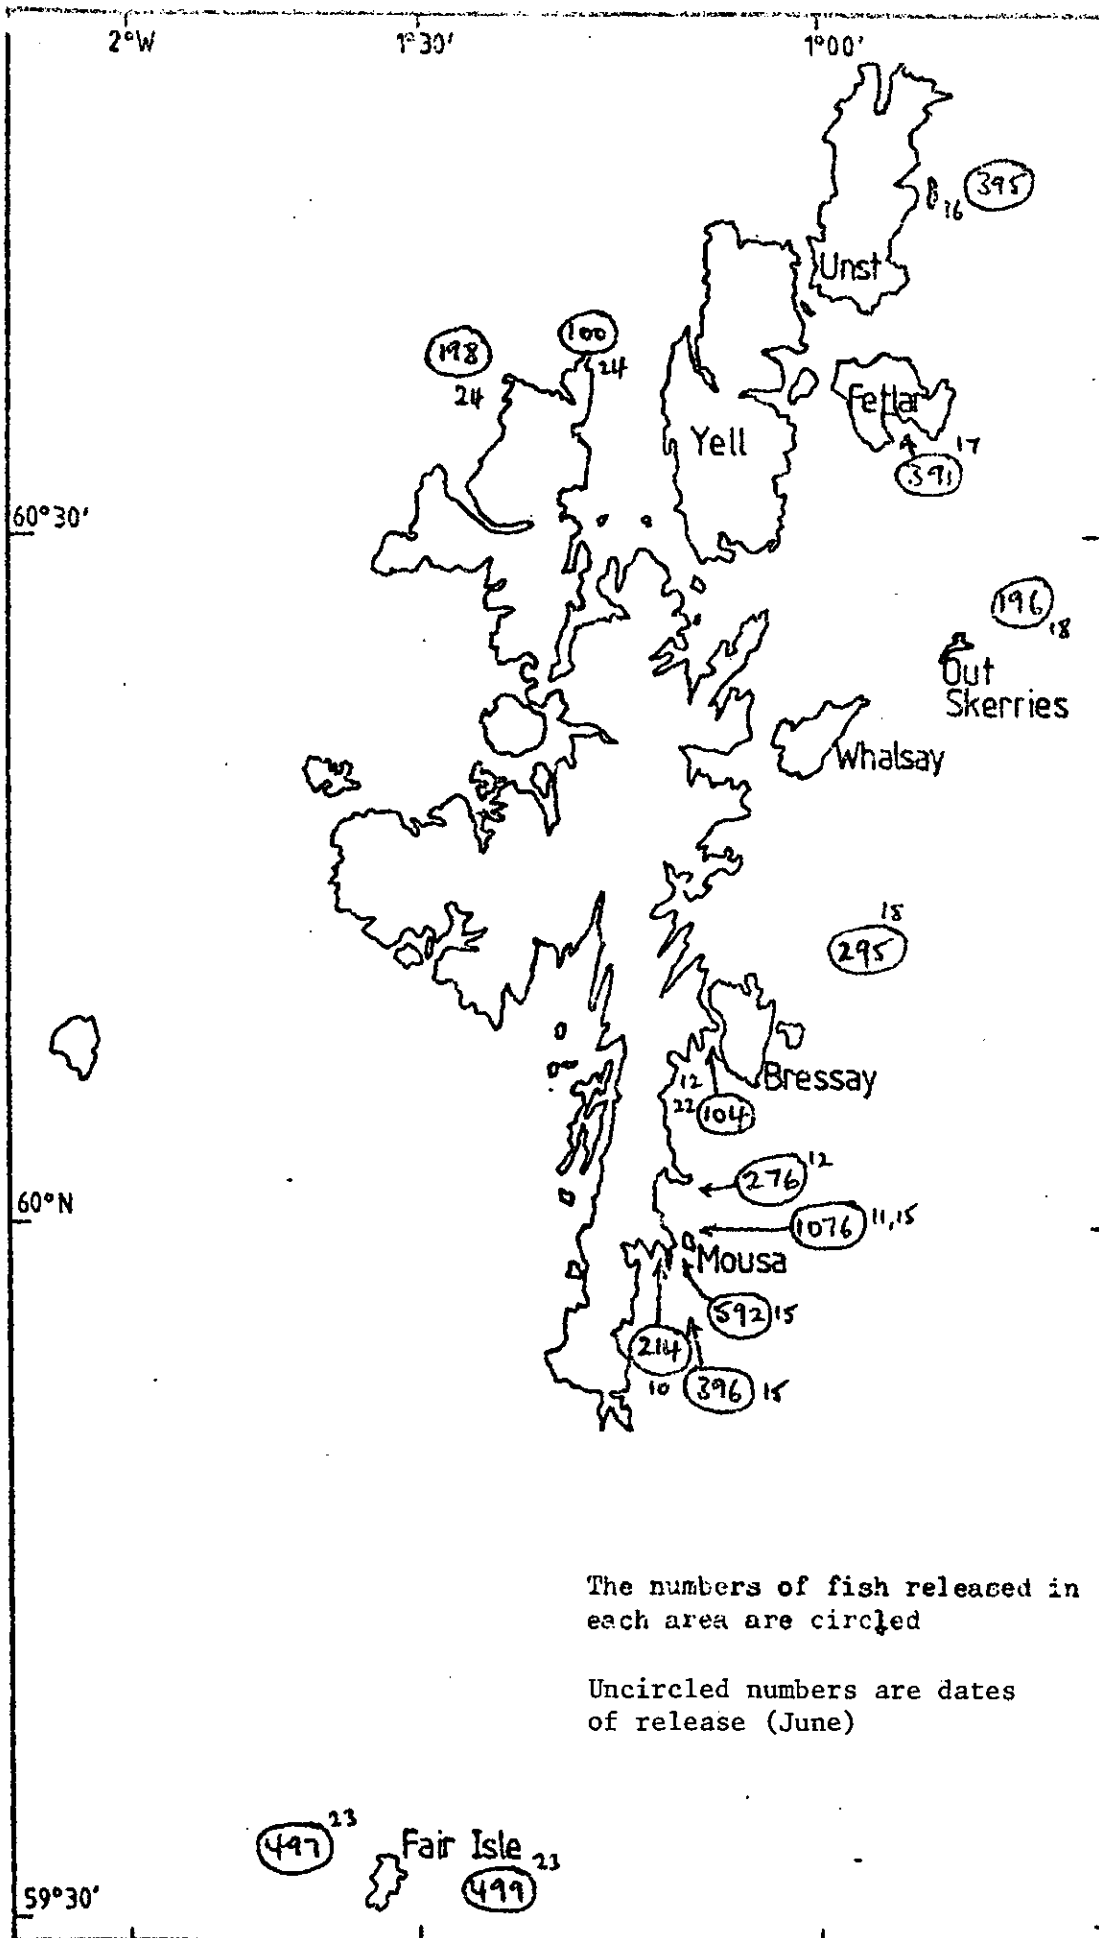 2°W 1°30' 1°00'
395
16
Unst
100
198
24
24
Fetlar
Yell
17
391
60°30'
196
18
Out
Skerries
Whalsay
18
295
Bressay
12
22 104
276 12
60°N
1076 11,15
Mousa
592 15
214
10
396 15
The numbers of fish released in
each area are circled
Uncircled numbers are dates
of release (June)
497 23
Fair Isle
23
499
59°30'